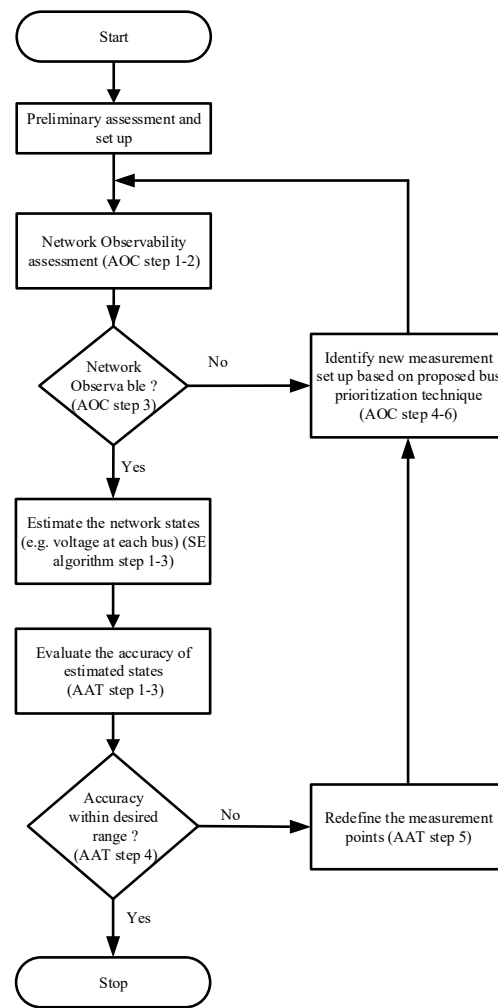 Start
Preliminary assessment and
set up
Network Observability
assessment (AOC step 1-2)
Network
Observa ble ?
(AOC step 3)
No
Identify new measurement
set up based on proposed bus
prioritization technique
(AOC step 4-6)
Yes
Estimate the network states
(e.g. voltage at each bus) (SE
algorithm step 1-3)
Evaluate the accuracy of
estimated states
(AAT step 1-3)
Accuracy
within desired
range ?
(AAT step 4)
No
Redefine the measurement
points (AAT step 5)
Yes
Stop